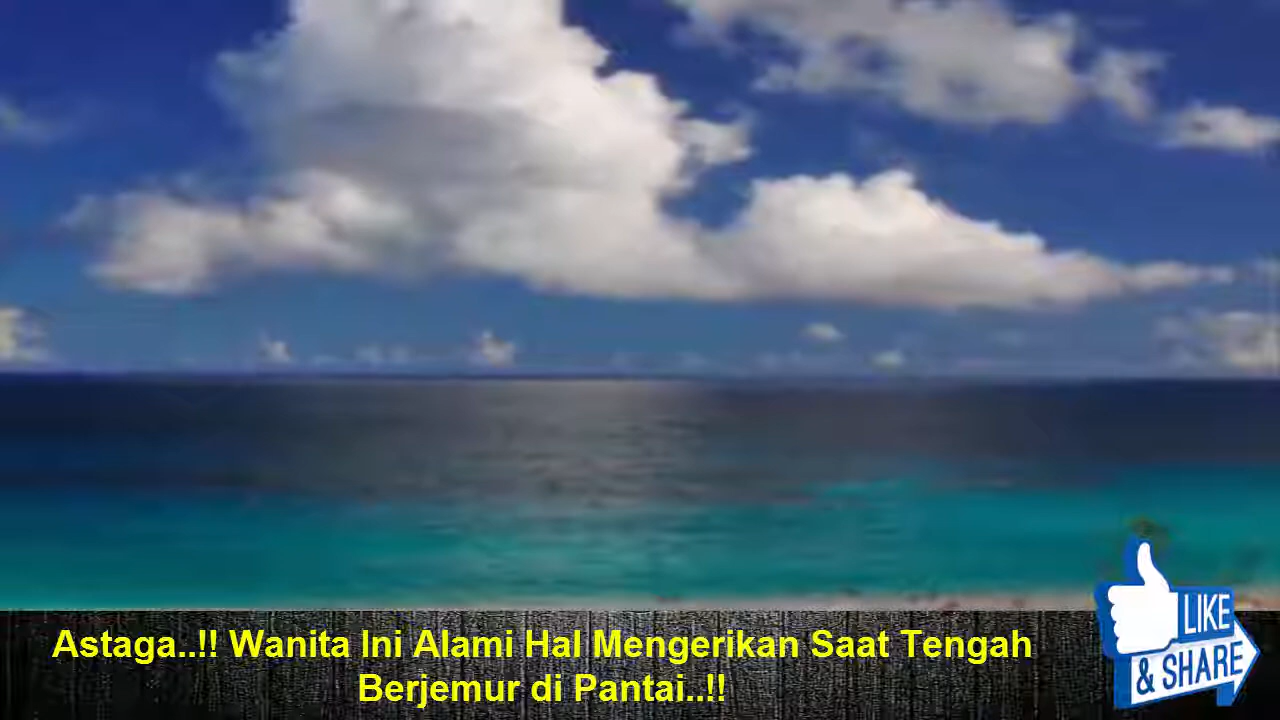 Astaga..!! Wanita Ini Alami Hal Mengerikan Saat Tengah
Berjemur di Pantai..!!
LIKE
& SHARE